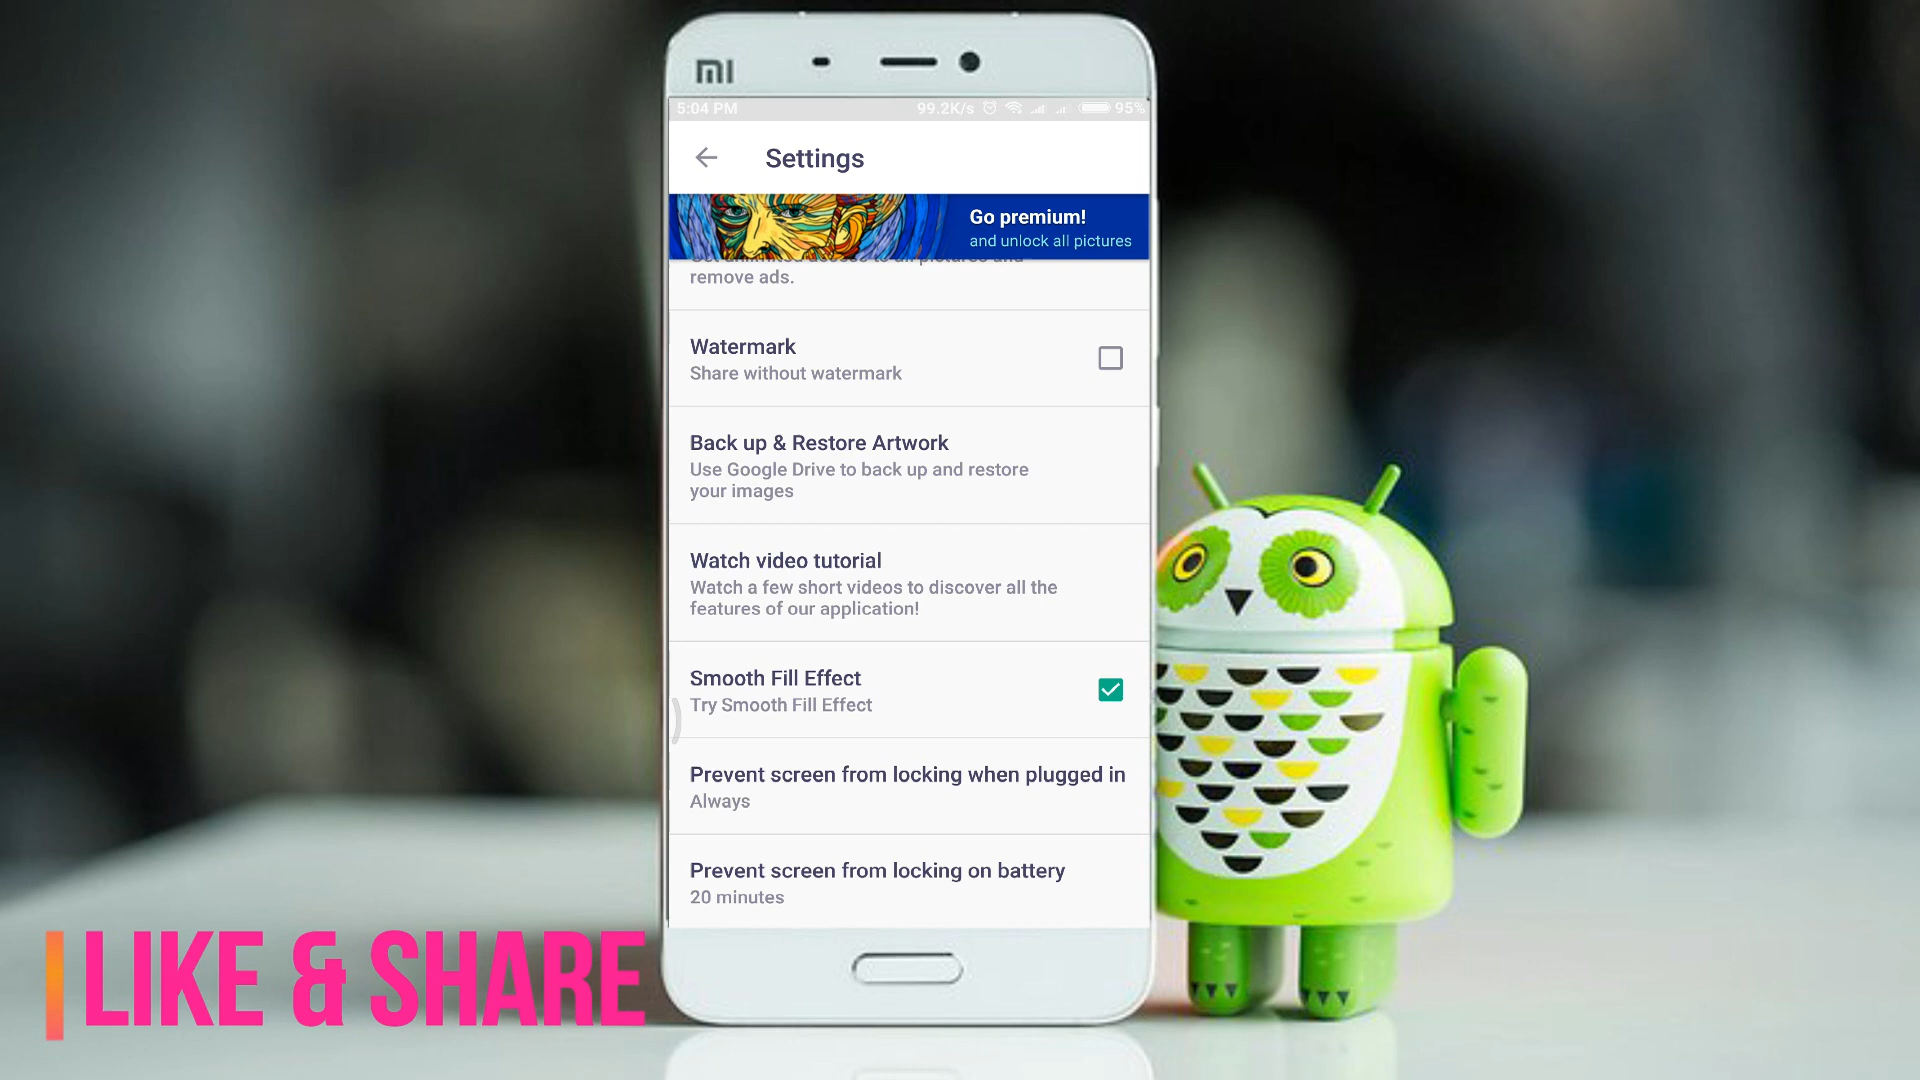 MI
5:04 PM 99.2K/s 95%
Settings
Go premium!
and unlock all pictures
remove ads.
Watermark
Share without watermark
Back up & Restore Artwork
Use Google Drive to back up and restore
your images
Watch video tutorial
Watch a few short videos to discover all the
features of our application!
Smooth Fill Effect
Try Smooth Fill Effect
Prevent screen from locking when plugged in
Always
Prevent screen from locking on battery
20 minutes
LIKE & SHARE